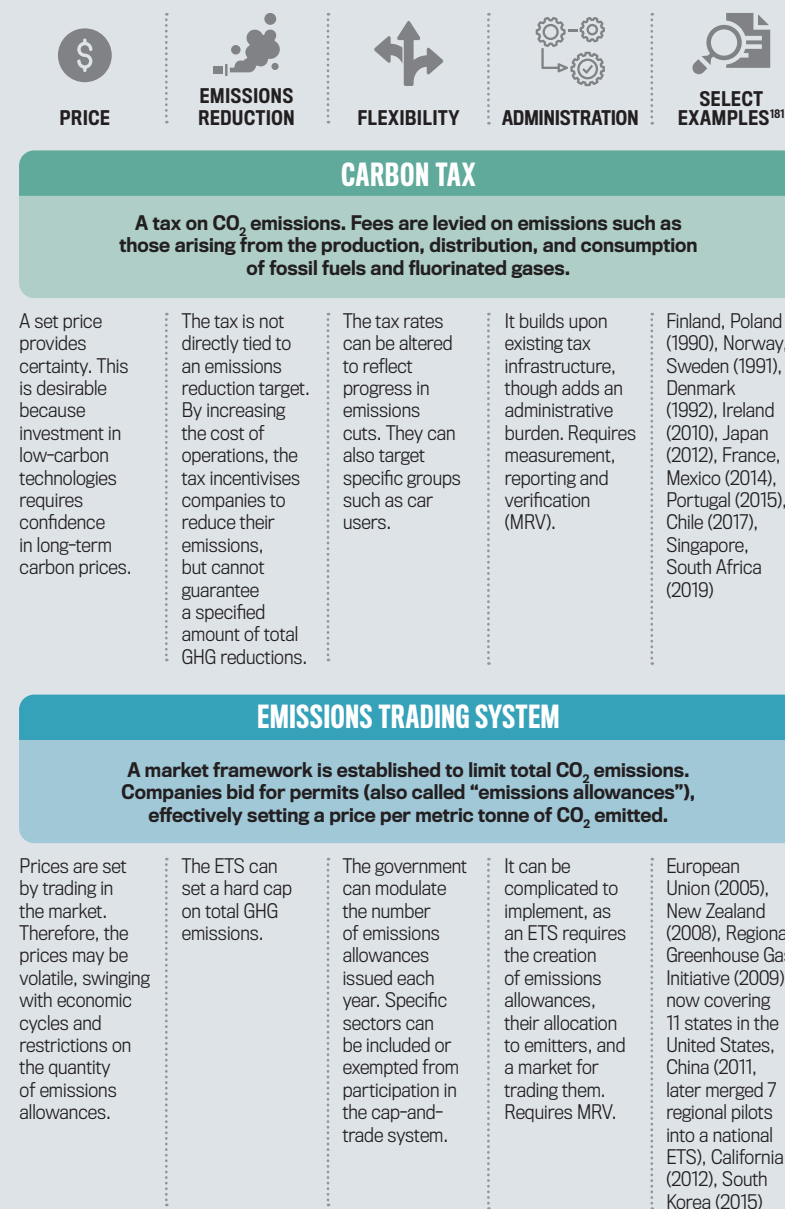 $
PRICE
EMISSIONS
REDUCTION
FLEXIBILITY
ADMINISTRATION
SELECT
EXAMPLES¹⁸¹
CARBON TAX
A tax on CO₂ emissions. Fees are levied on emissions such as
those arising from the production, distribution, and consumption
of fossil fuels and fluorinated gases.
A set price
provides
certainty. This
is desirable
because
investment in
low-carbon
technologies
requires
confidence
in long-term
carbon prices.
The tax is not
directly tied to
an emissions
reduction target.
By increasing
the cost of
operations, the
tax incentivises
companies to
reduce their
emissions,
but cannot
guarantee
a specified
amount of total
GHG reductions.
The tax rates
can be altered
to reflect
progress in
emissions
cuts. They can
also target
specific groups
such as car
users.
It builds upon
existing tax
infrastructure,
though adds an
administrative
burden. Requires
measurement,
reporting and
verification
(MRV).
Finland, Poland
(1990), Norway,
Sweden (1991),
Denmark
(1992), Ireland
(2010), Japan
(2012), France,
Mexico (2014),
Portugal (2015),
Chile (2017),
Singapore,
South Africa
(2019)
EMISSIONS TRADING SYSTEM
A market framework is established to limit total CO₂ emissions.
Companies bid for permits (also called “emissions allowances”),
effectively setting a price per metric tonne of CO₂ emitted.
Prices are set
by trading in
the market.
Therefore, the
prices may be
volatile, swinging
with economic
cycles and
restrictions on
the quantity
of emissions
allowances.
The ETS can
set a hard cap
on total GHG
emissions.
The government
can modulate
the number
of emissions
allowances
issued each
year. Specific
sectors can
be included or
exempted from
participation in
the cap-and-
trade system.
It can be
complicated to
implement, as
an ETS requires
the creation
of emissions
allowances,
their allocation
to emitters, and
a market for
trading them.
Requires MRV.
European
Union (2005),
New Zealand
(2008), Regiona
Greenhouse Gas
Initiative (2009)
now covering
11 states in the
United States,
China (2011,
later merged 7
regional pilots
into a national
ETS), California
(2012), South
Korea (2015)